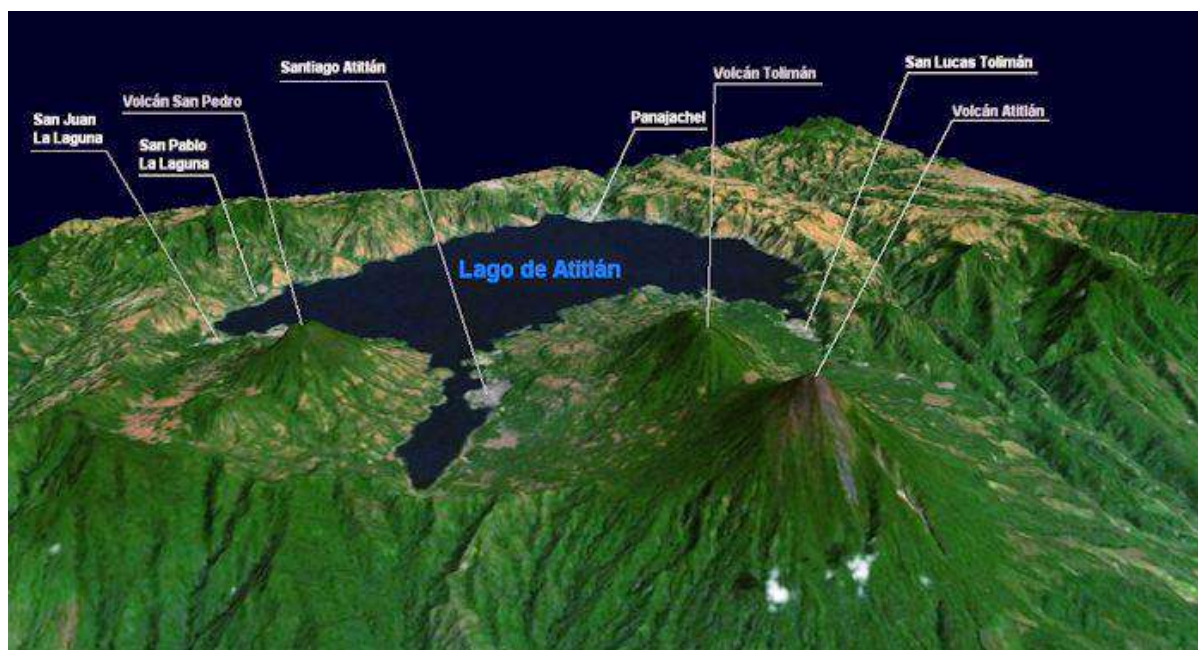 San Juan
La Laguna
Volcán San Pedro
San Pablo
La Laguna
Santiago Atitlán
Panajachel
Volcán Tolimán
San Lucas Tolimán
Volcán Atitlán
Lago de Atitlán